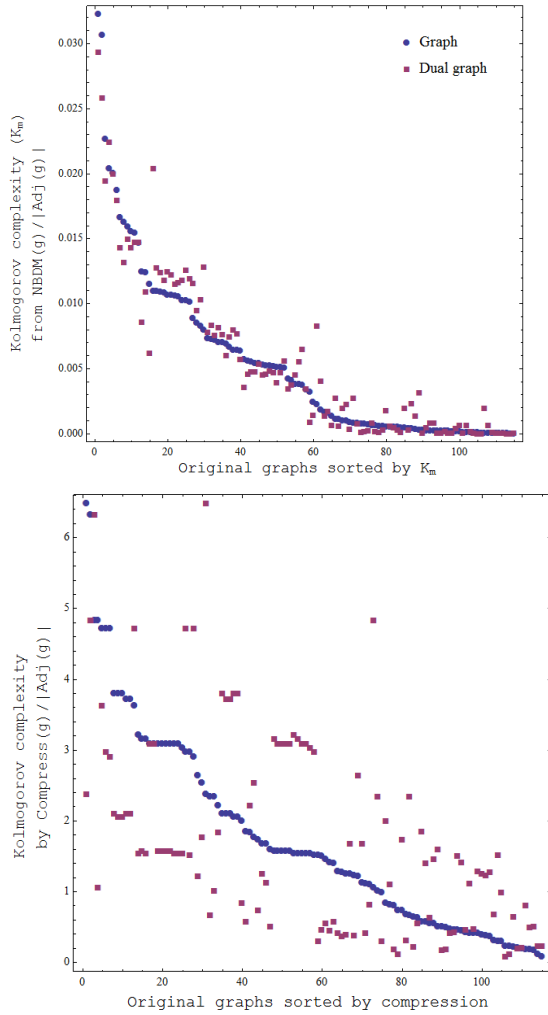 0.030
0.025
0.020
0.015
0.010
0.005
0.000
Graph
Dual graph
Kolmogorov complexity (Km)
from NBDM(g)/|Adj(g)|
0 20 40 60 80 100
Original graphs sorted by Km
6
5
4
3
2
1
0
Kolmogorov complexity
by Compress(g)/|Adj(g)|
0 20 40 60 80 100
Original graphs sorted by compression